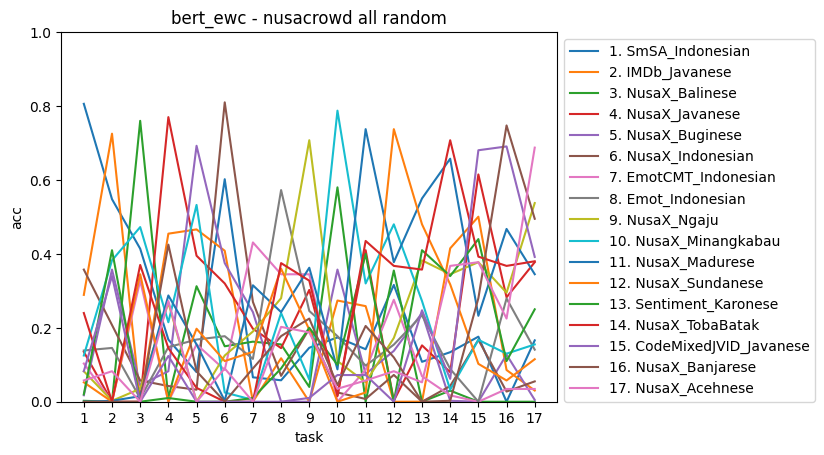 bert_ewc - nusacrowd all random
1.0
0.8
0.6
0.4
0.2
0.0
acc
1 2 3 4 5 6 7 8 9 10 11 12 13 14 15 16 17
task
1. SmSA_Indonesian
2. IMDb_Javanese
3. NusaX_Balinese
4. NusaX_Javanese
5. NusaX_Buginese
6. NusaX_Indonesian
7. EmotCMT_Indonesian
8. Emot_Indonesian
9. NusaX_Ngaju
10. NusaX_Minangkabau
11. NusaX_Madurese
12. NusaX_Sundanese
13. Sentiment_Karonese
14. NusaX_TobaBatak
15. CodeMixedJVID_Javanese
16. NusaX_Banjarese
17. NusaX_Acehnese